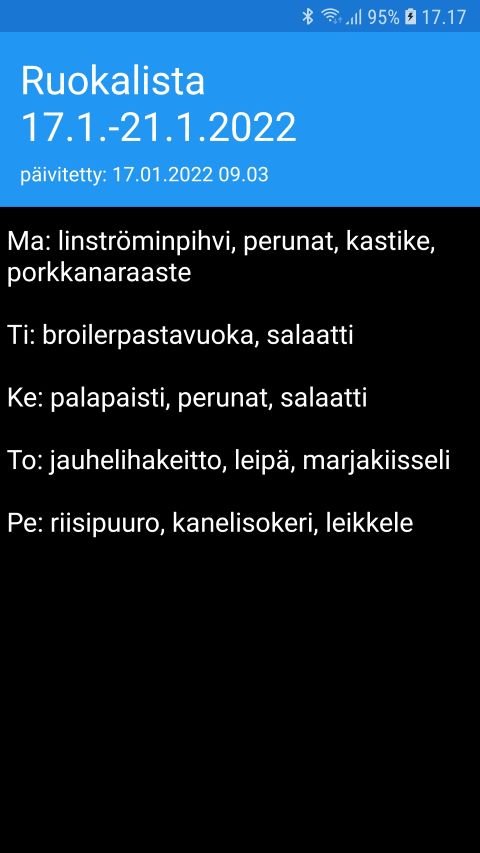 95% 17.17
Ruokalista
17.1.-21.1.2022
päivitetty: 17.01.2022 09.03
Ma: linströminpihvi, perunat, kastike,
porkkanaraaste
Ti: broilerpastavuoka, salaatti
Ke: palapaisti, perunat, salaatti
To: jauhelihakeitto, leipä, marjakiisseli
Pe: riisipuuro, kanelisokeri, leikkele